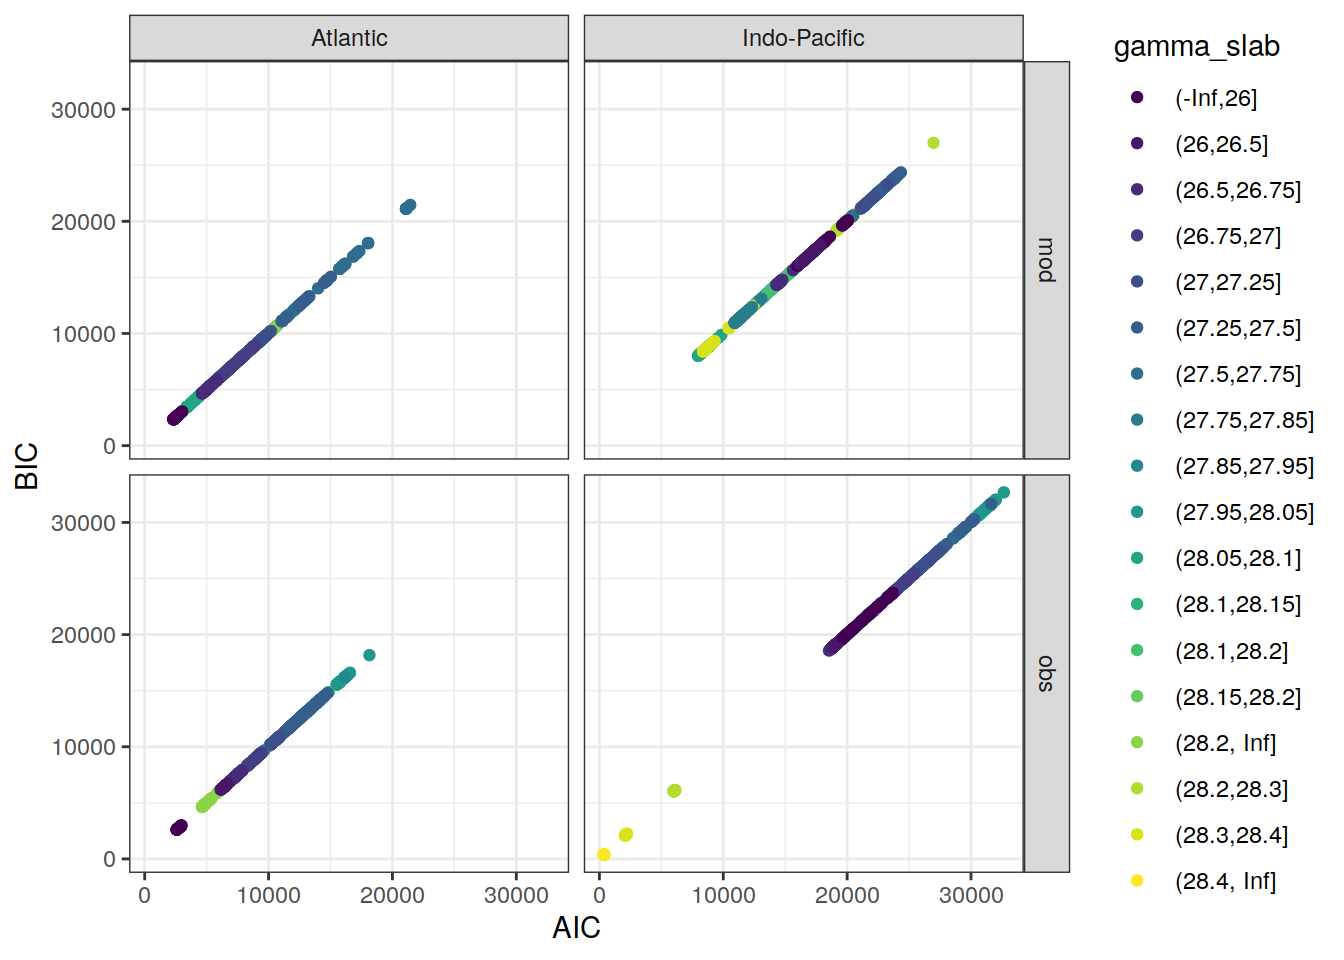 Atlantic
Indo-Pacific
gamma_slab
(-Inf,26]
(26,26.5]
(26.5,26.75]
(26.75,27]
(27,27.25]
(27.25,27.5]
(27.5,27.75]
(27.75,27.85]
(27.85,27.95]
(27.95,28.05]
(28.05,28.1]
(28.1,28.15]
(28.1,28.2]
(28.15,28.2]
(28.2, Inf]
(28.2,28.3]
(28.3,28.4]
(28.4, Inf]
30000
20000
10000
0
mod
BIC
30000
20000
10000
0
obs
0 10000 20000 30000
0 10000 20000 30000
AIC